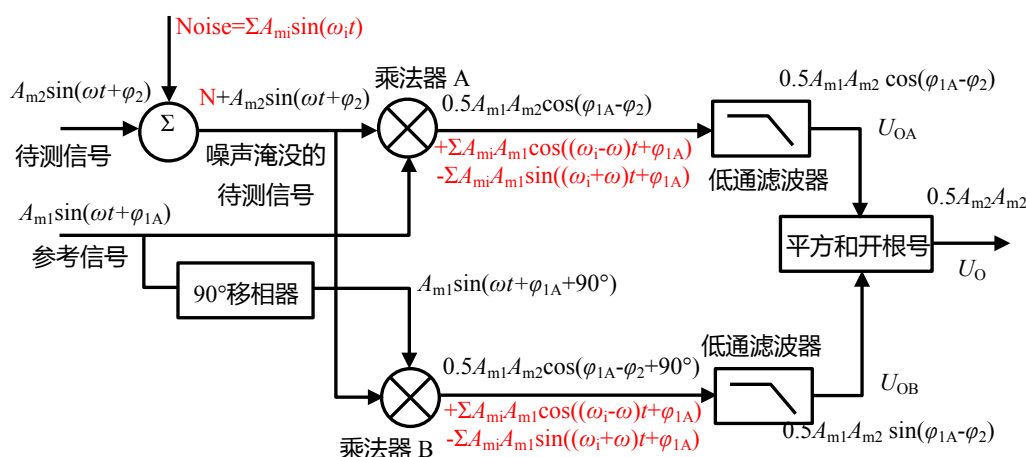 Noise=ΣAmisin(ωit)
Am2sin(ωt+φ2)
Σ
待测信号
N+Am2sin(ωt+φ2)
噪声淹没的
待测信号
乘法器 A
0.5Am1Am2cos(φ1A-φ2)
+ΣAmiAm1cos((ωi-ω)t+φ1A)
-ΣAmiAm1sin((ωi+ω)t+φ1A)
低通滤波器
0.5Am1Am2 cos(φ1A-φ2)
UOA
Am1sin(ωt+φ1A)
参考信号
90°移相器
Am1sin(ωt+φ1A+90°)
平方和开根号
0.5Am2Am2
UO
乘法器 B
0.5Am1Am2cos(φ1A-φ2+90°)
+ΣAmiAm1cos((ωi-ω)t+φ1A)
-ΣAmiAm1sin((ωi+ω)t+φ1A)
低通滤波器
UOB
0.5Am1Am2 sin(φ1A-φ2)